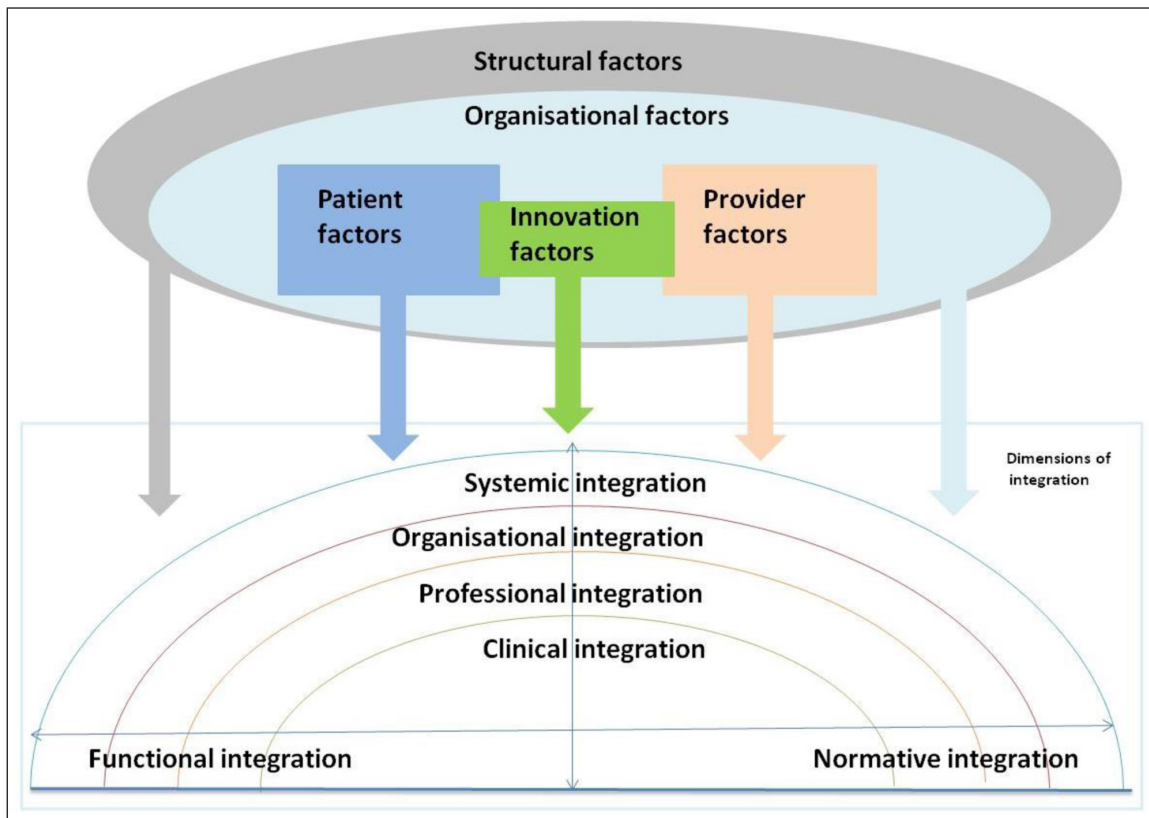 Structural factors
Organisational factors
Patient
factors
Innovation
factors
Provider
factors
Dimensions of
integration
Systemic integration
Organisational integration
Professional integration
Clinical integration
Functional integration
Normative integration